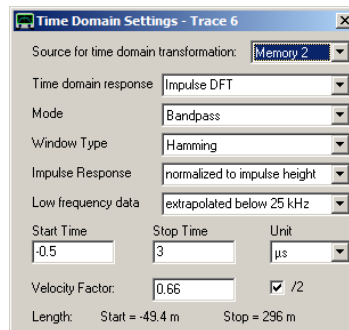 Time Domain Settings - Trace 6
Source for time domain transformation: Memory 2
Time domain response Impulse DFT
Mode Bandpass
Window Type Hamming
Impulse Response normalized to impulse height
Low frequency data extrapolated below 25 kHz
Start Time Stop Time Unit
-0.5 3 µs
Velocity Factor: 0.66 /2
Length: Start = -49.4 m Stop = 296 m